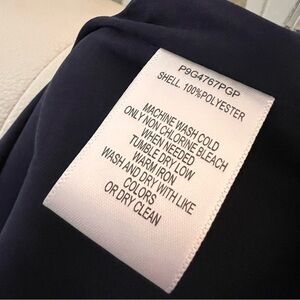 P9G4767PGP
SHELL. 100%POLYESTER
MACHINE WASH COLD
ONLY NON CHLORINE BLEACH
WHEN NEEDED
TUMBLE DRY LOW
WARM IRON
WASH AND DRY WITH LIKE
COLORS
OR DRY CLEAN